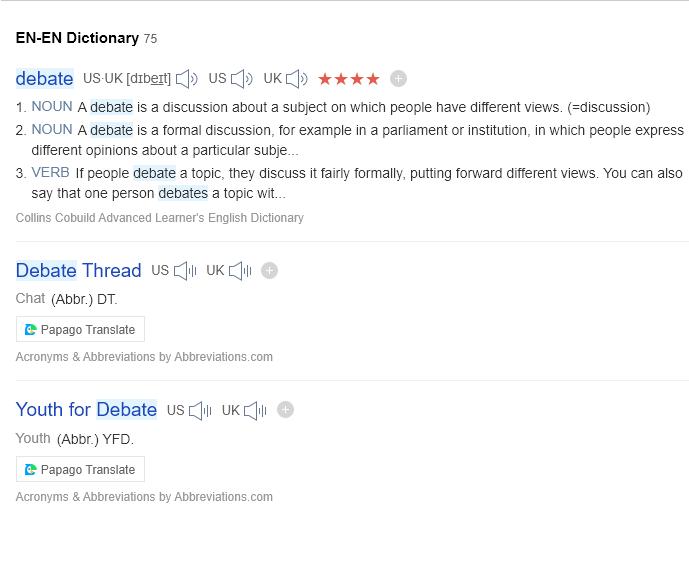 EN-EN Dictionary 75
debate US·UK [dɪbeɪt] US UK ★★★★
1. NOUN A debate is a discussion about a subject on which people have different views. (=discussion)
2. NOUN A debate is a formal discussion, for example in a parliament or institution, in which people express
different opinions about a particular subje...
3. VERB If people debate a topic, they discuss it fairly formally, putting forward different views. You can also
say that one person debates a topic wit...
Collins Cobuild Advanced Learner's English Dictionary
Debate Thread US UK
Chat (Abbr.) DT.
Papago Translate
Acronyms & Abbreviations by Abbreviations.com
Youth for Debate US UK
Youth (Abbr.) YFD.
Papago Translate
Acronyms & Abbreviations by Abbreviations.com